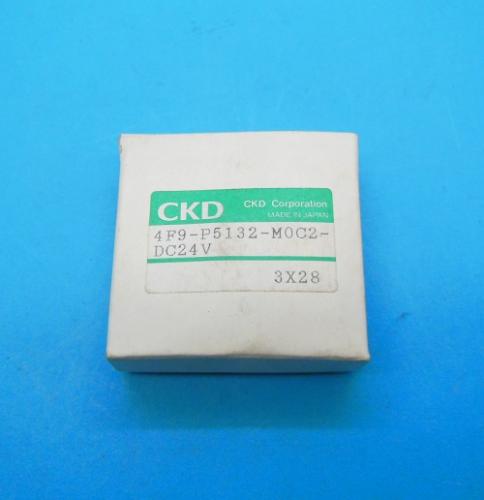 CKD CKD Corporation
MADE IN JAPAN
4F9-P5132-M0C2-
DC24V
3X28